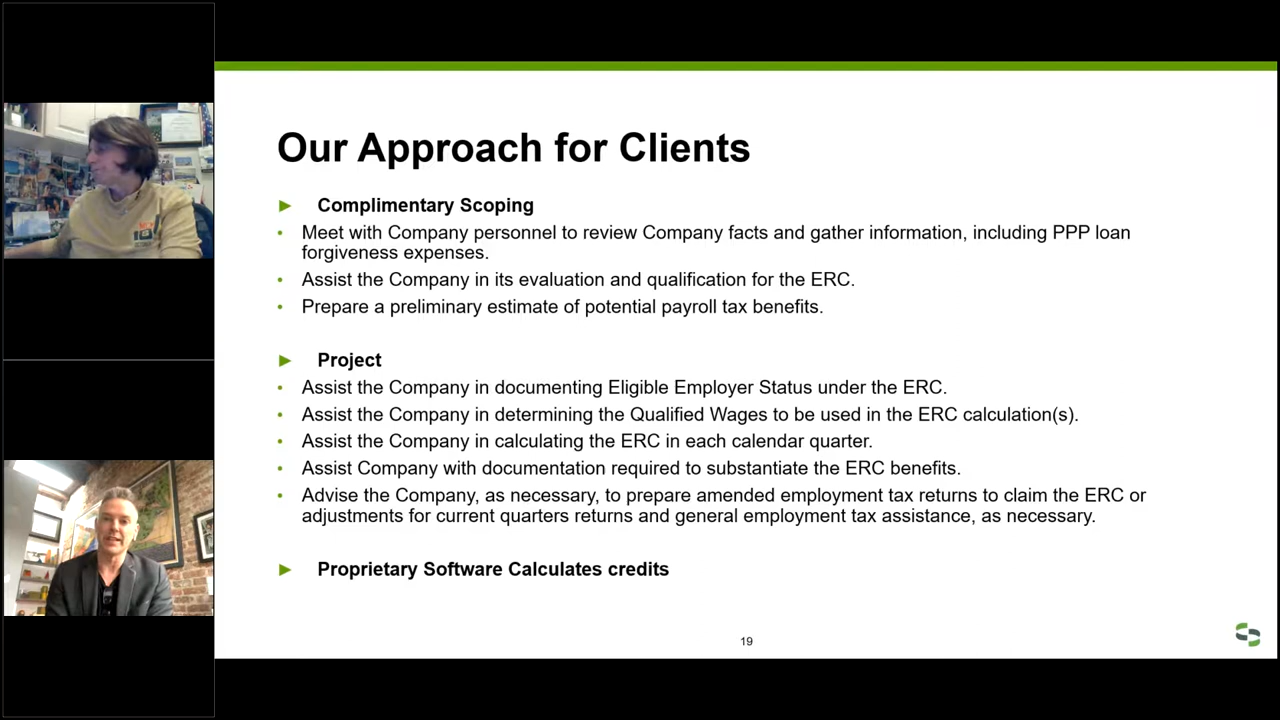 Our Approach for Clients
► Complimentary Scoping
• Meet with Company personnel to review Company facts and gather information, including PPP loan
forgiveness expenses.
• Assist the Company in its evaluation and qualification for the ERC.
• Prepare a preliminary estimate of potential payroll tax benefits.
► Project
• Assist the Company in documenting Eligible Employer Status under the ERC.
• Assist the Company in determining the Qualified Wages to be used in the ERC calculation(s).
• Assist the Company in calculating the ERC in each calendar quarter.
• Assist Company with documentation required to substantiate the ERC benefits.
• Advise the Company, as necessary, to prepare amended employment tax returns to claim the ERC or
adjustments for current quarters returns and general employment tax assistance, as necessary.
► Proprietary Software Calculates credits
19